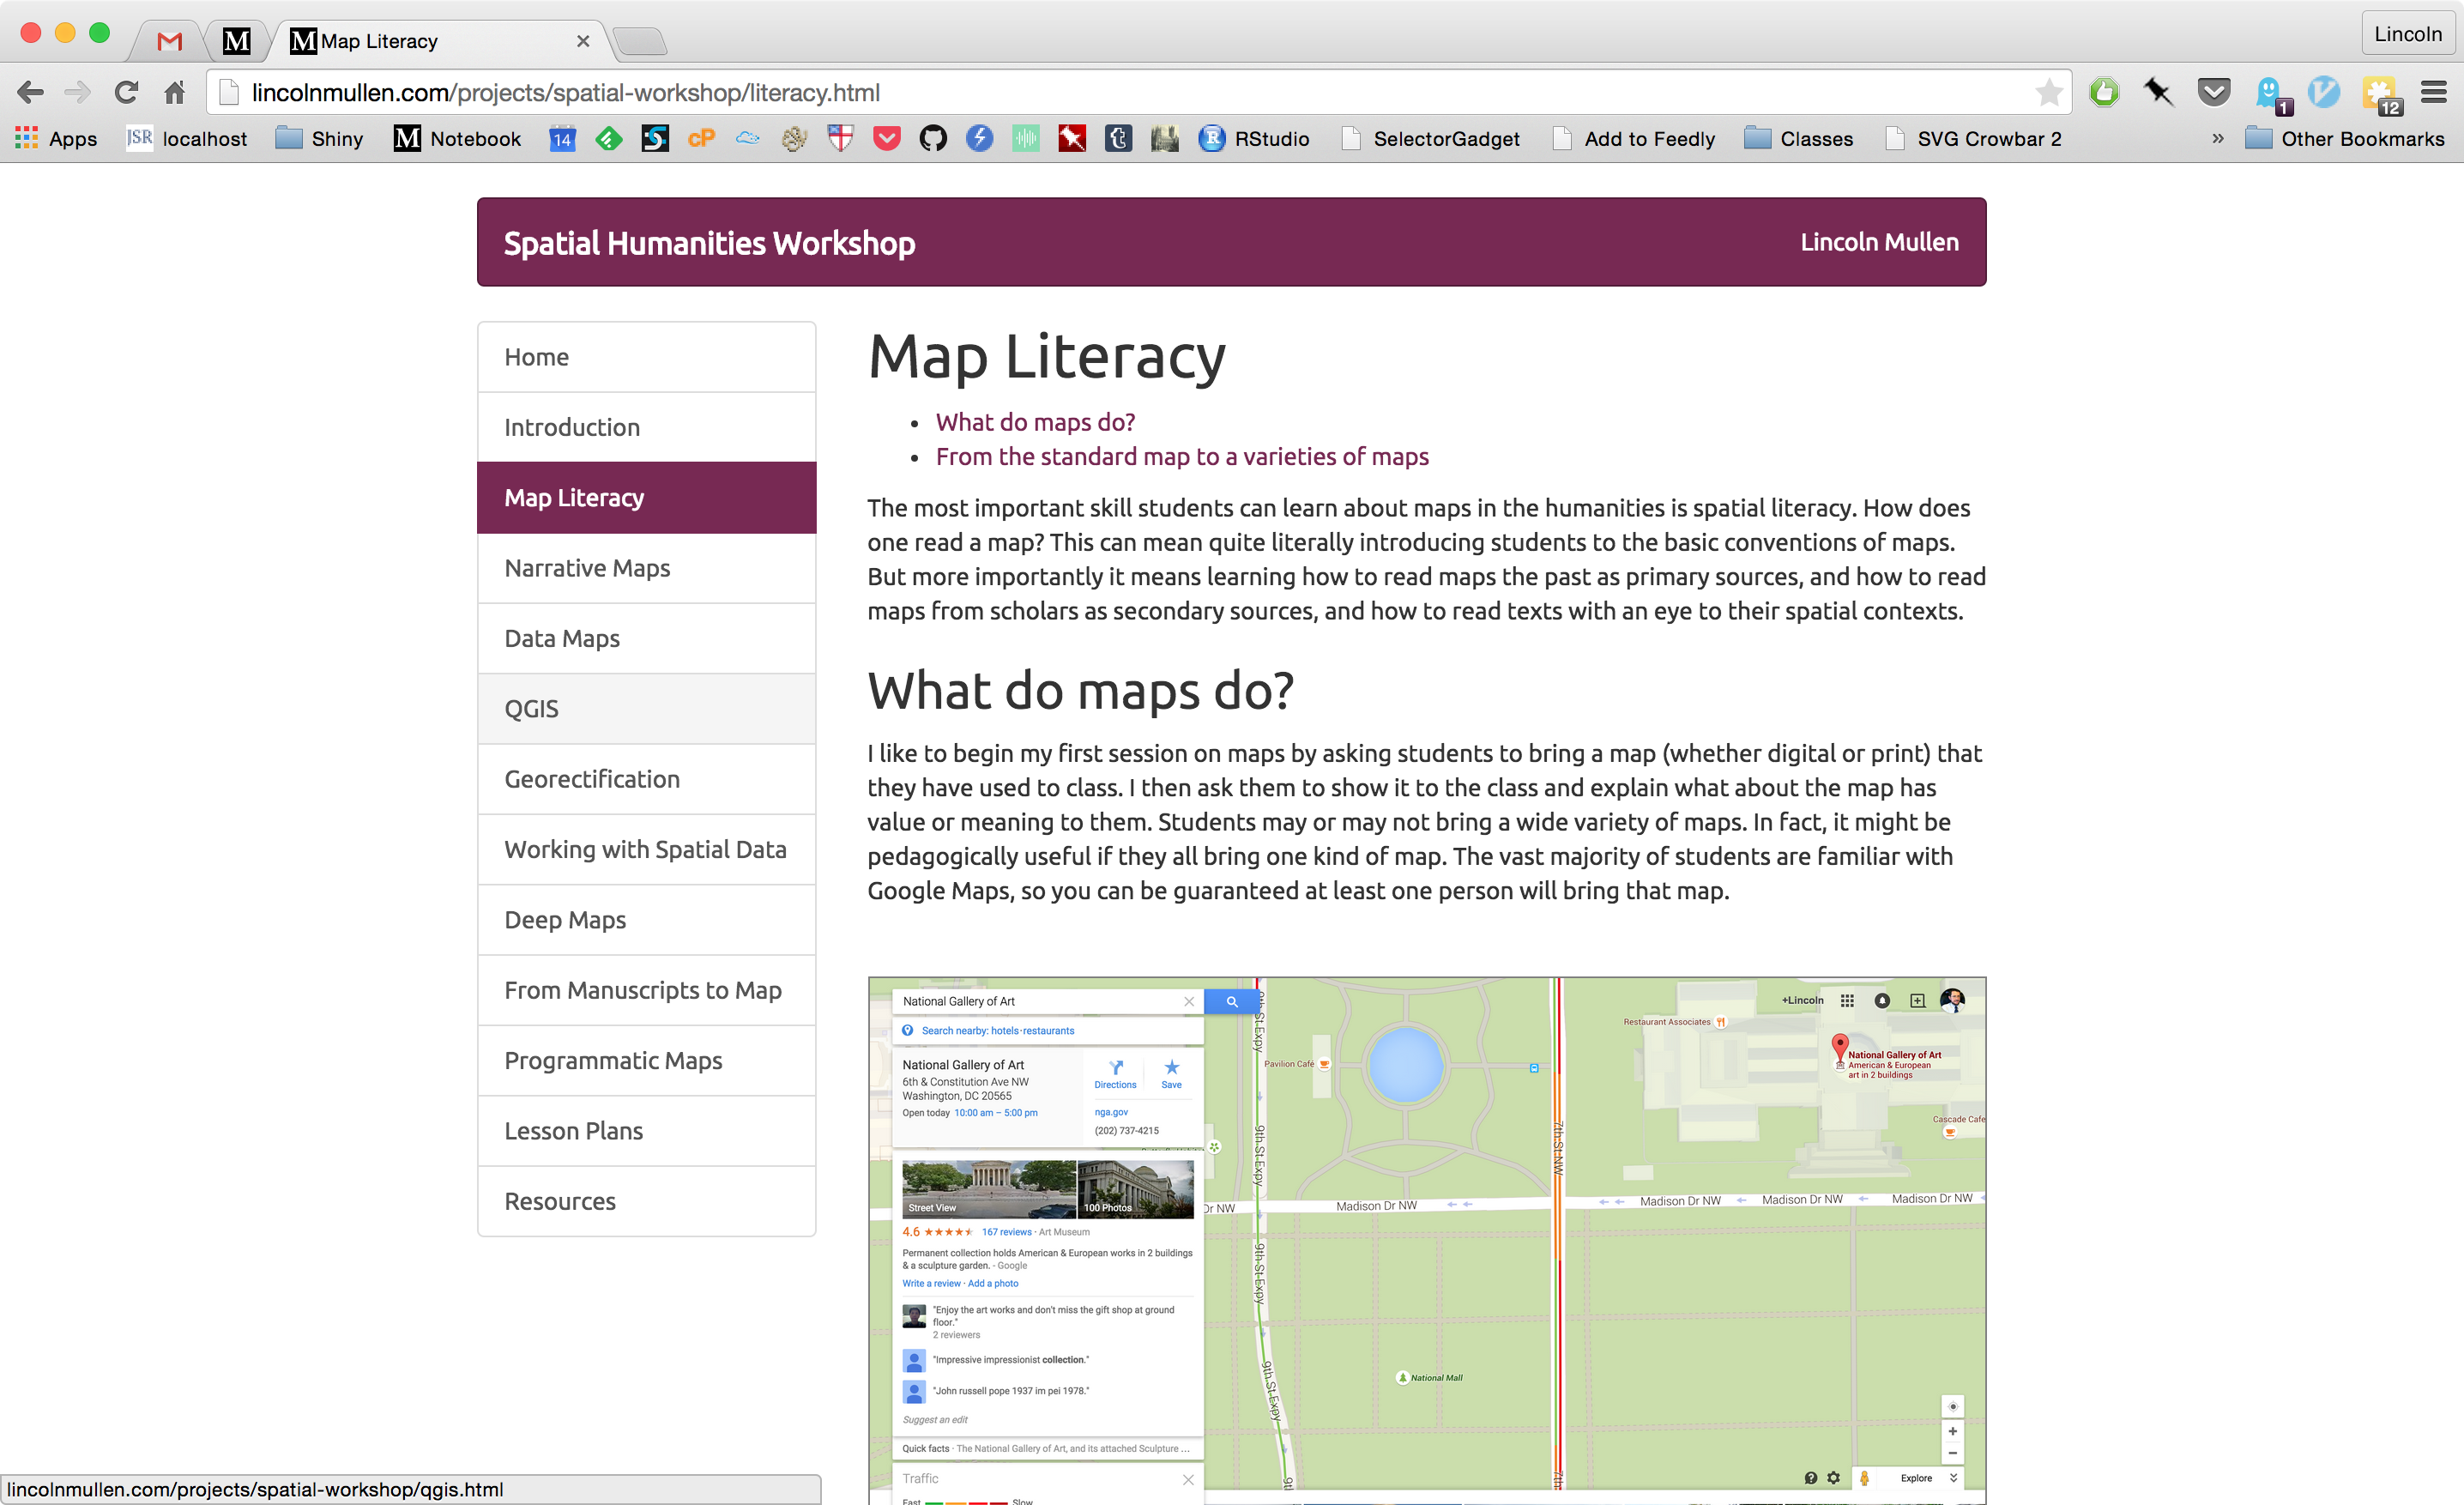 Map Literacy
Lincoln
lincolnmullen.com/projects/spatial-workshop/literacy.html
1
12
Apps
JSR localhost
Shiny
M Notebook
14
cP
RStudio
SelectorGadget
Add to Feedly
Classes
SVG Crowbar 2
»
Other Bookmarks
Spatial Humanities Workshop
Lincoln Mullen
Home
Introduction
Map Literacy
Narrative Maps
Data Maps
QGIS
Georectification
Working with Spatial Data
Deep Maps
From Manuscripts to Map
Programmatic Maps
Lesson Plans
Resources
Map Literacy
• What do maps do?
• From the standard map to a varieties of maps
The most important skill students can learn about maps in the humanities is spatial literacy. How does
one read a map? This can mean quite literally introducing students to the basic conventions of maps.
But more importantly it means learning how to read maps the past as primary sources, and how to read
maps from scholars as secondary sources, and how to read texts with an eye to their spatial contexts.
What do maps do?
I like to begin my first session on maps by asking students to bring a map (whether digital or print) that
they have used to class. I then ask them to show it to the class and explain what about the map has
value or meaning to them. Students may or may not bring a wide variety of maps. In fact, it might be
pedagogically useful if they all bring one kind of map. The vast majority of students are familiar with
Google Maps, so you can be guaranteed at least one person will bring that map.
National Gallery of Art
Search nearby: hotels · restaurants
National Gallery of Art
6th & Constitution Ave NW
Washington, DC 20565
Open today 10:00 am – 5:00 pm
Directions
Save
nga.gov
(202) 737-4215
Street View
100 Photos
4.6 167 reviews · Art Museum
Permanent collection holds American & European works in 2 buildings
& a sculpture garden. - Google
Write a review · Add a photo
"Enjoy the art works and don't miss the gift shop at ground
floor."
2 reviewers
"Impressive impressionist collection."
"John russell pope 1937 im pei 1978."
Suggest an edit
Quick facts · The National Gallery of Art, and its attached Sculpture ...
Traffic
Fast
Slow
+Lincoln
Restaurant Associates
National Gallery of Art
American & European
art in 2 buildings
Pavilion Café
Cascade Cafe
9th St Expy
9th St Expy
9th St Expy
9th St Expy
9th
7th St NW
7th
Dr NW
Madison Dr NW
Madison Dr NW
Madison Dr NW
Madison Dr NW
National Mall
Explore
lincolnmullen.com/projects/spatial-workshop/qgis.html